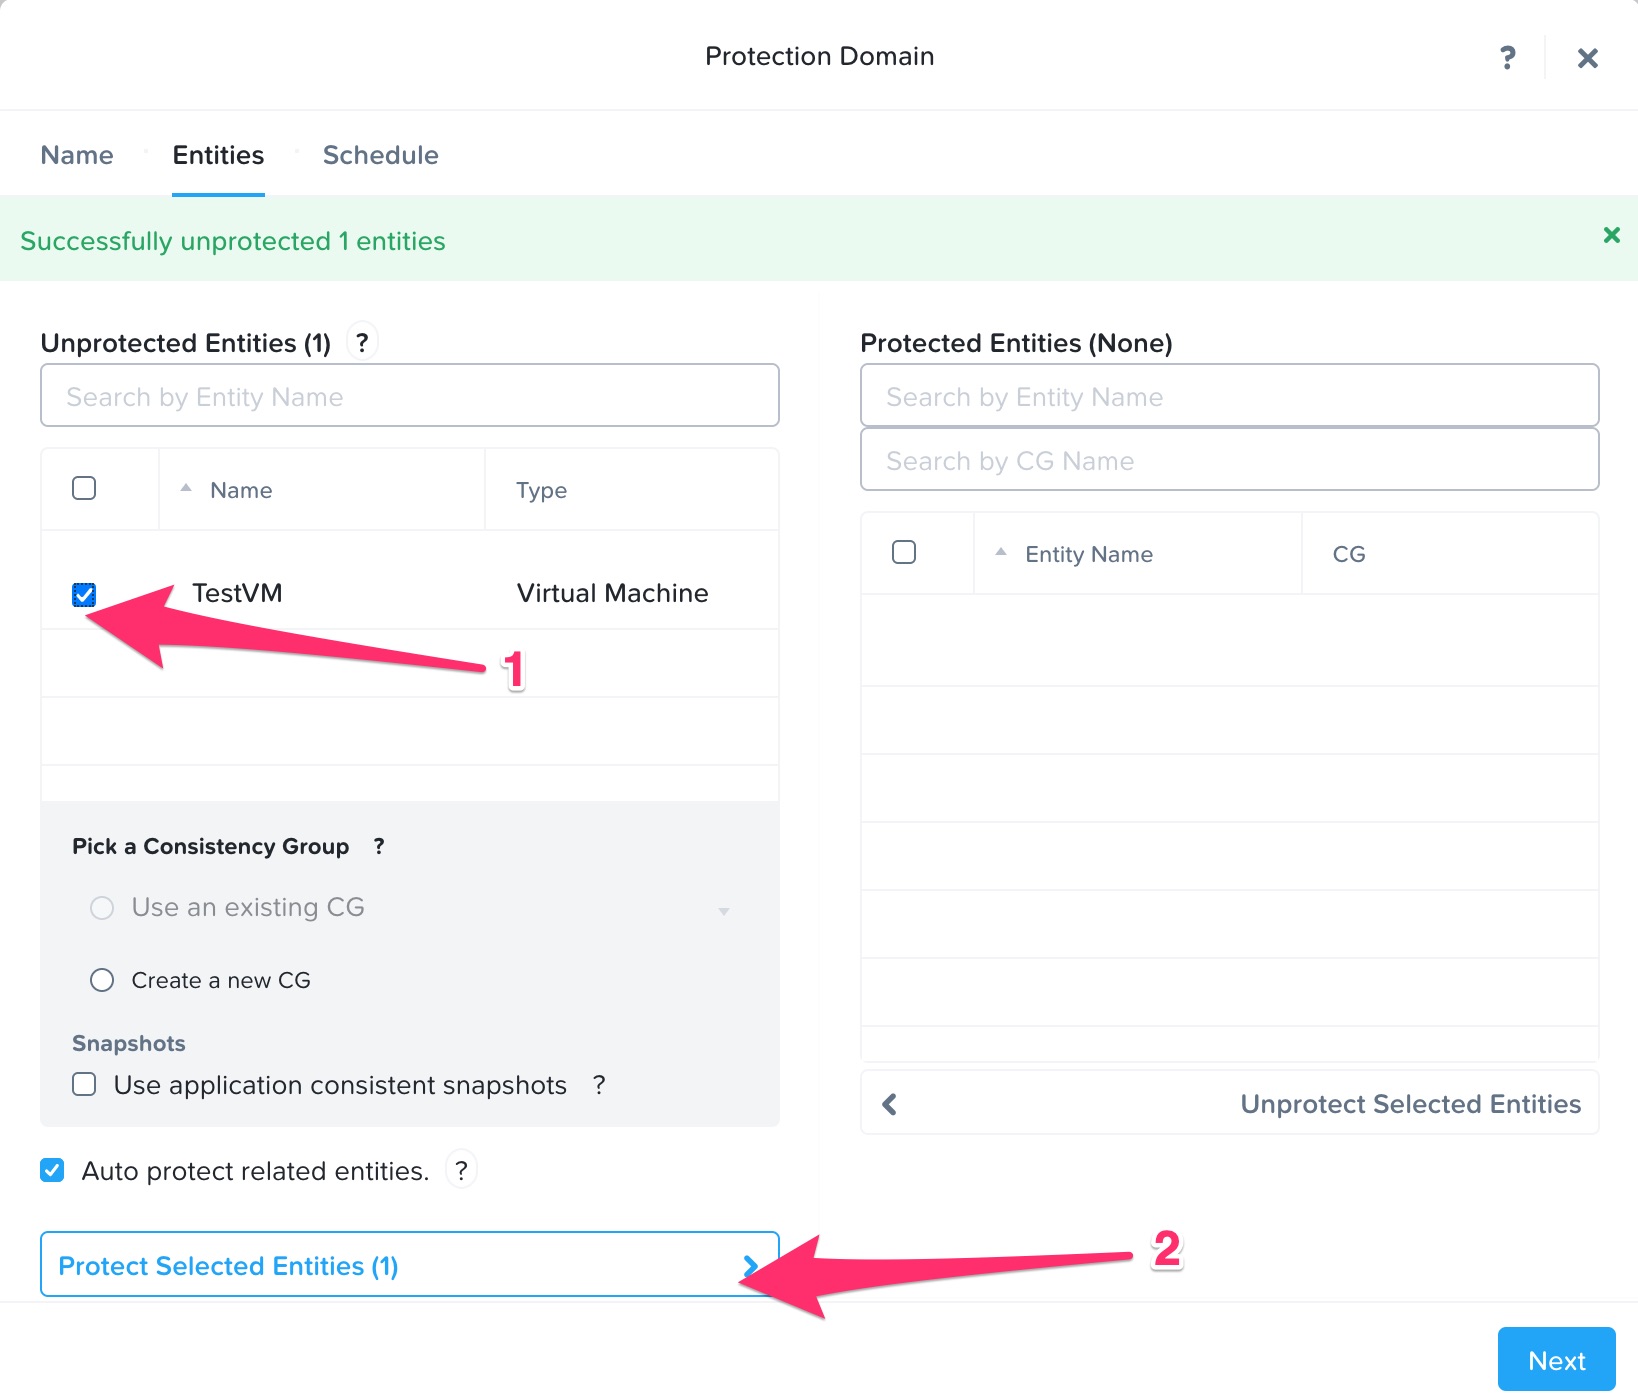 Protection Domain
?
Name
Entities
Schedule
Successfully unprotected 1 entities
Unprotected Entities (1) ?
Search by Entity Name
Name
Type
TestVM
Virtual Machine
1
Pick a Consistency Group ?
Use an existing CG
Create a new CG
Snapshots
Use application consistent snapshots ?
Auto protect related entities. ?
Protect Selected Entities (1)
2
Protected Entities (None)
Search by Entity Name
Search by CG Name
Entity Name
CG
Unprotect Selected Entities
Next